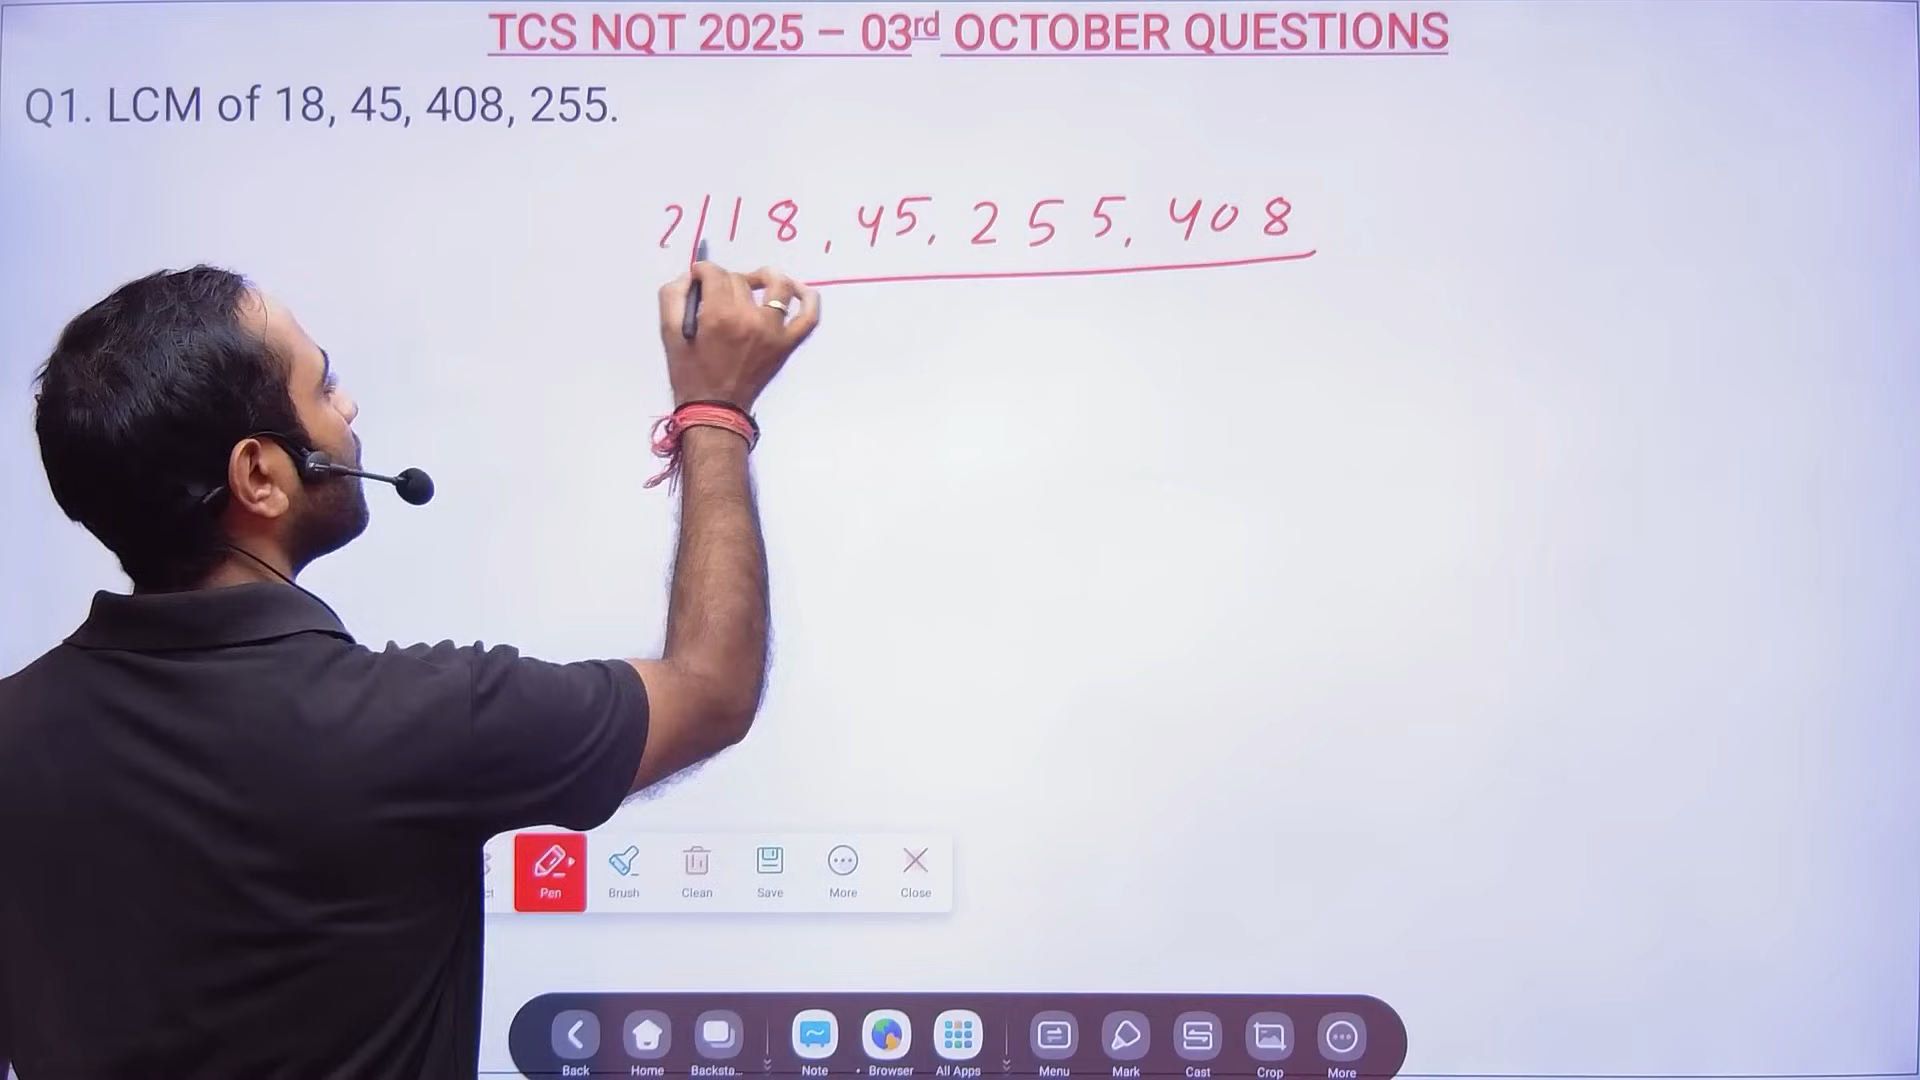 TCS NQT 2025 – 03rd OCTOBER QUESTIONS
Q1. LCM of 18, 45, 408, 255.
2 18, 45, 255, 408
Pen Brush Clean Save More Close
Back Home Backsta... Note Browser All Apps Menu Mark Cast Crop More